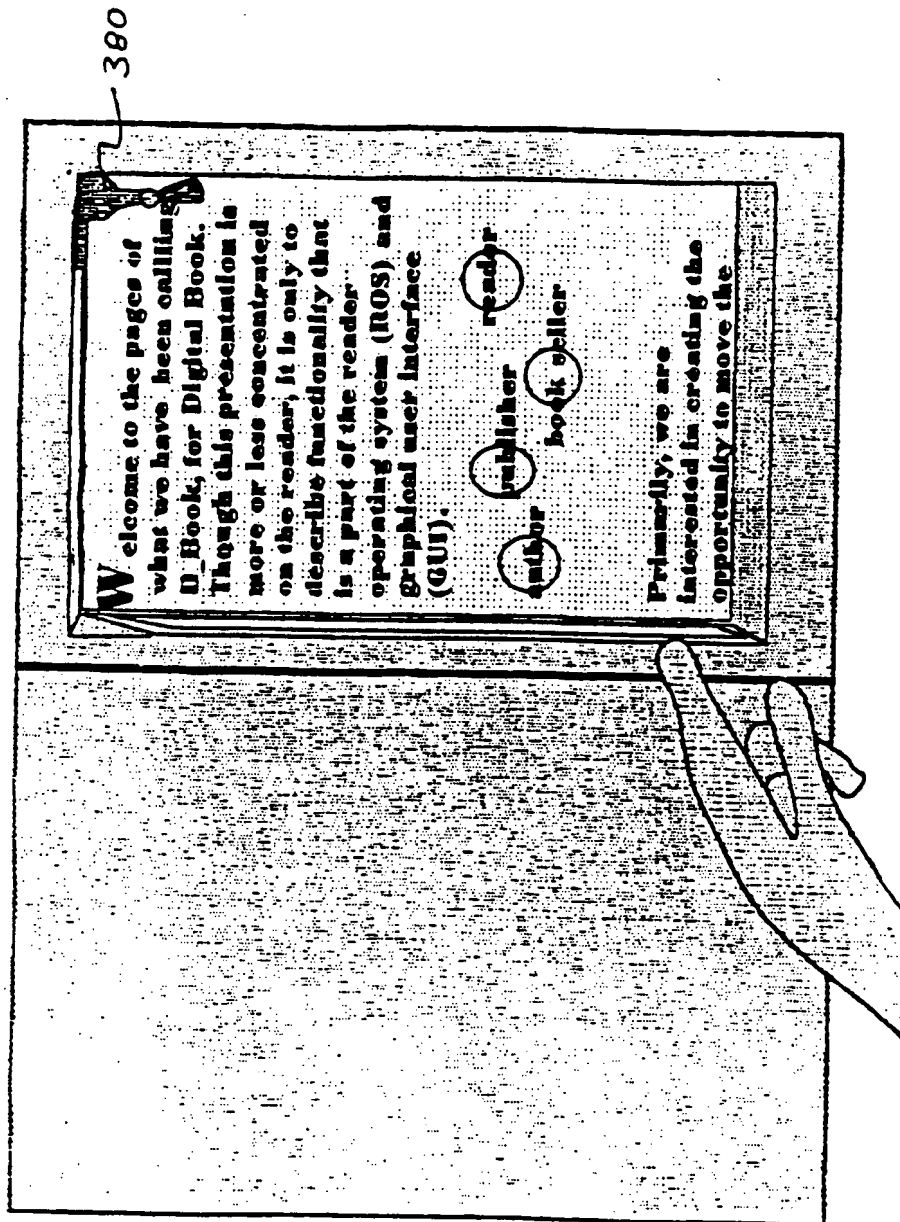 380
Welcome to the pages of
what we have been callling
D_Book, for Digital Book.
Though this presentation is
more or less concentrated
on the reader, it is only to
describe functionality that
is a part of the reader
operating system (ROS) and
graphical user interface
(GUI).
author publisher reader
book seller
Primarily, we are
interested in creating the
opportunity to move the